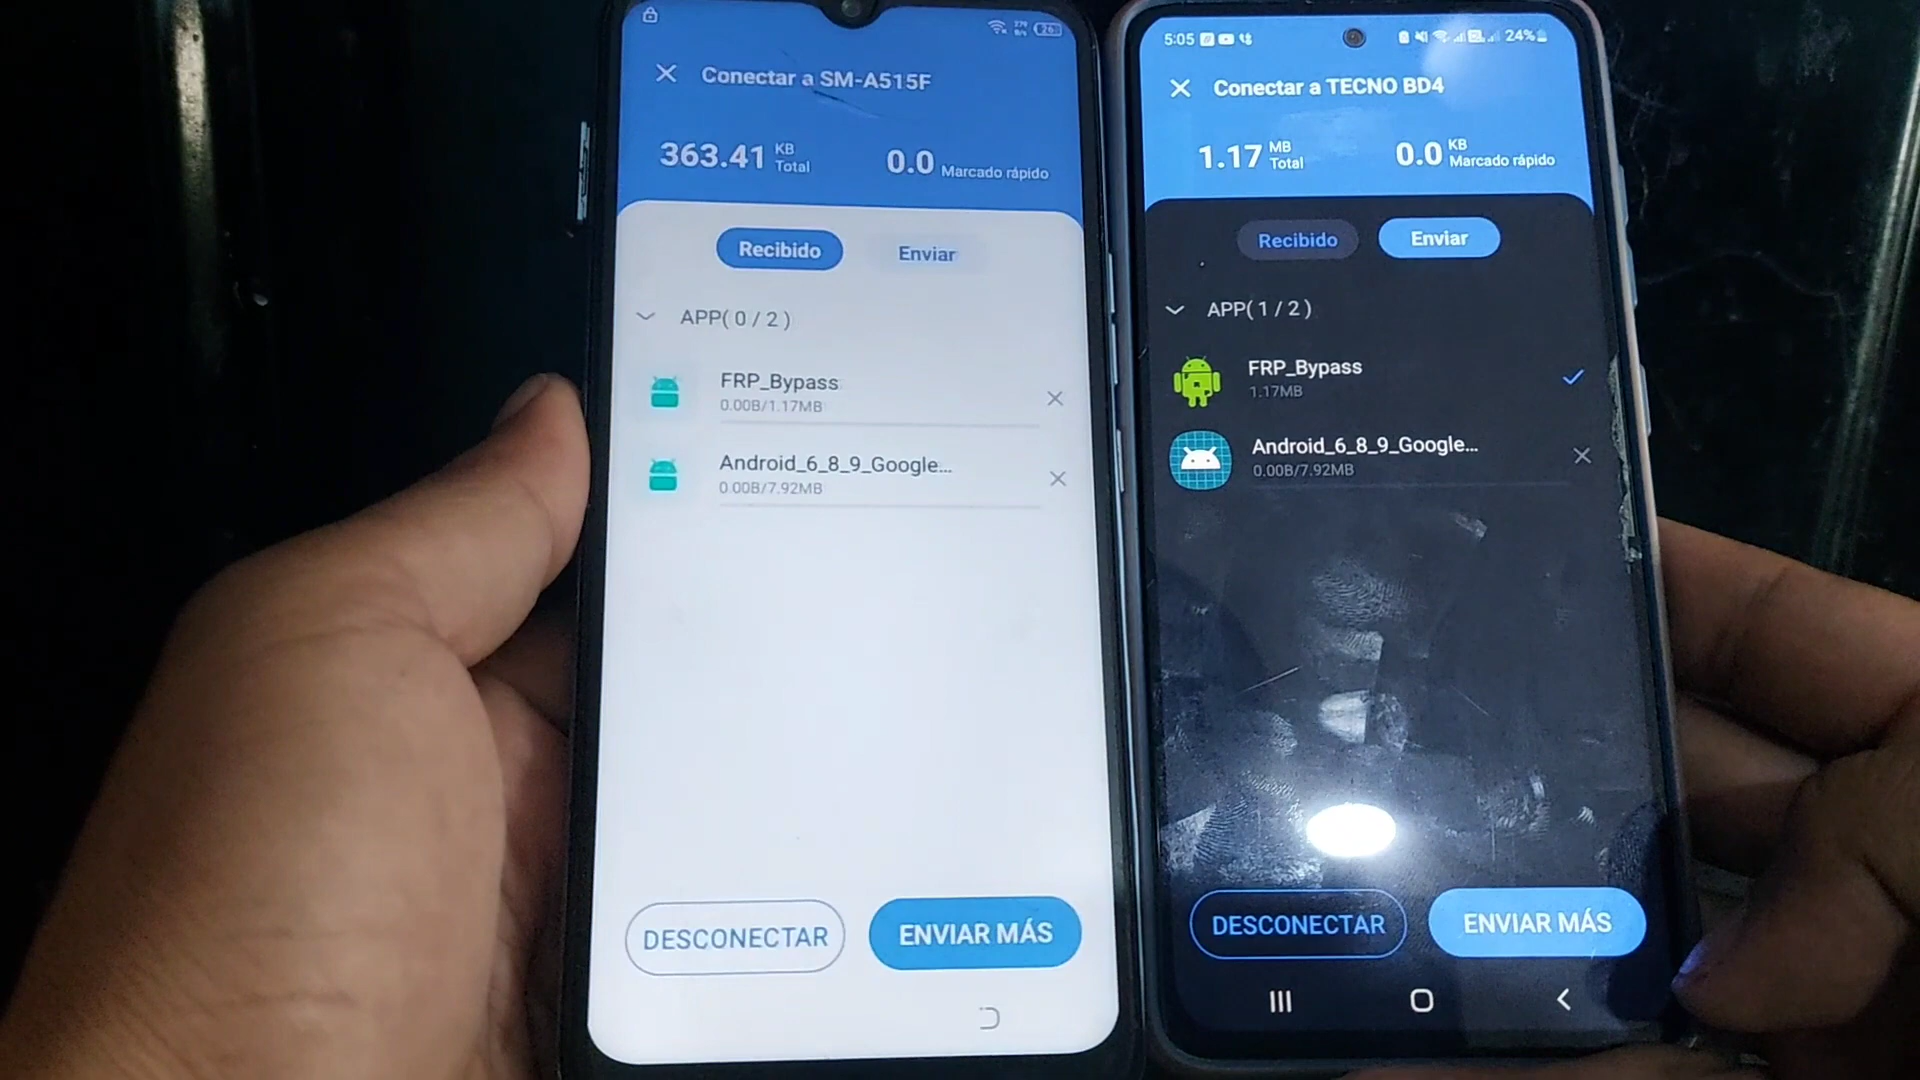 Conectar a SM-A515F
363.41 KB Total
0.0 Marcado rápido
Recibido Enviar
APP( 0 / 2 )
FRP_Bypass
0.00B/1.17MB
Android_6_8_9_Google...
0.00B/7.92MB
DESCONECTAR ENVIAR MÁS
5:05 24%
Conectar a TECNO BD4
1.17 MB Total
0.0 KB Marcado rápido
Recibido Enviar
APP( 1 / 2 )
FRP_Bypass
1.17MB
Android_6_8_9_Google...
0.00B/7.92MB
DESCONECTAR ENVIAR MÁS